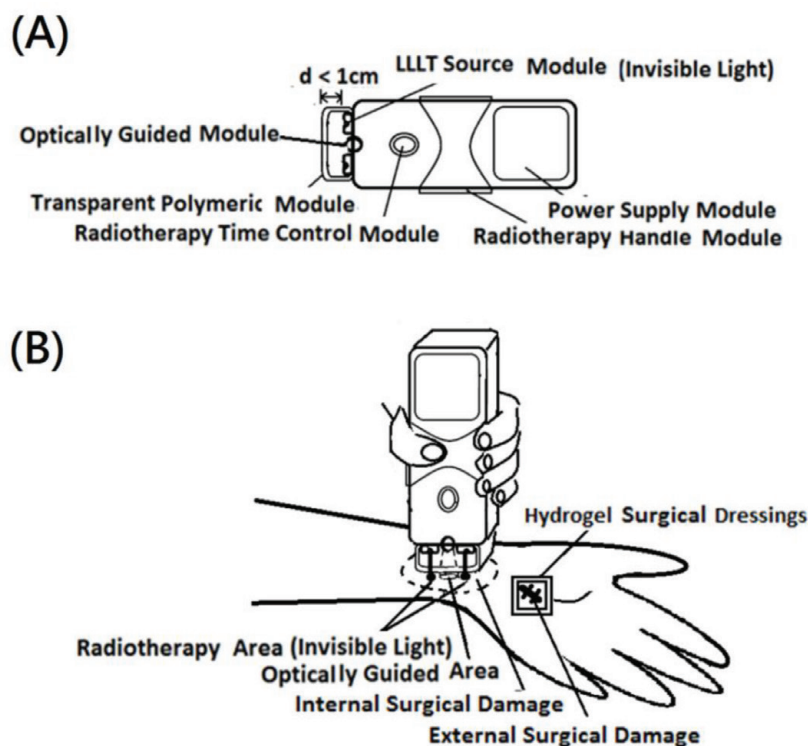 (A)
d < 1cm
LLLT Source Module (Invisible Light)
Optically Guided Module
Transparent Polymeric Module
Radiotherapy Time Control Module
Power Supply Module
Radiotherapy Handle Module
(B)
Hydrogel Surgical Dressings
Radiotherapy Area (Invisible Light)
Optically Guided Area
Internal Surgical Damage
External Surgical Damage